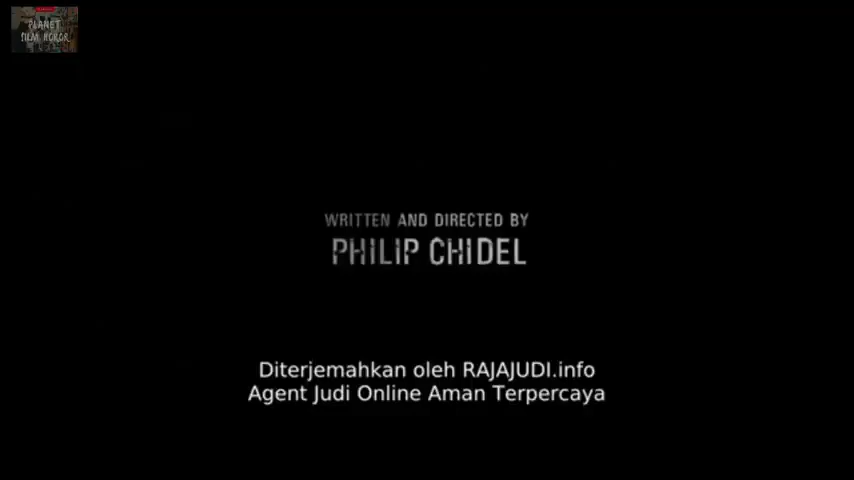 PLANET
FILM HOROR
WRITTEN AND DIRECTED BY
PHILIP CHIDEL
Diterjemahkan oleh RAJAJUDI.info
Agent Judi Online Aman Terpercaya